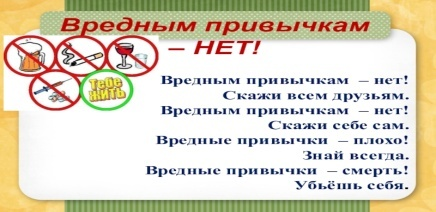 Вредным привычкам
– НЕТ!
тебе
жить
Вредным привычкам – нет!
Скажи всем друзьям.
Вредным привычкам – нет!
Скажи себе сам.
Вредные привычки – плохо!
Знай всегда.
Вредные привычки – смерть!
Убьёшь себя.